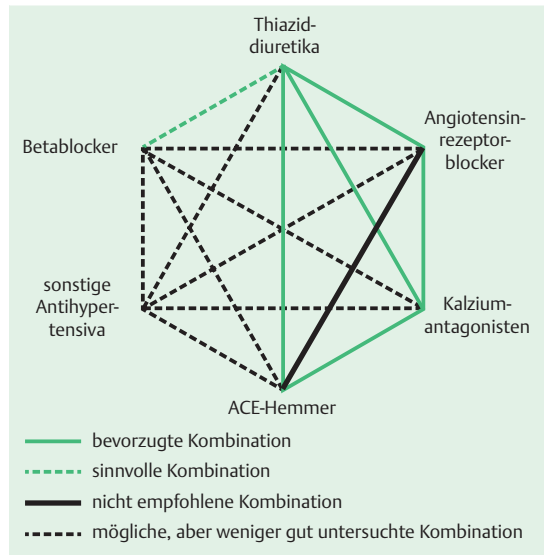 Thiazid-
diuretika
Angiotensin-
rezeptor-
blocker
Betablocker
sonstige
Antihyper-
tensiva
Kalzium-
antagonisten
ACE-Hemmer
bevorzugte Kombination
sinnvolle Kombination
nicht empfohlene Kombination
mögliche, aber weniger gut untersuchte Kombination